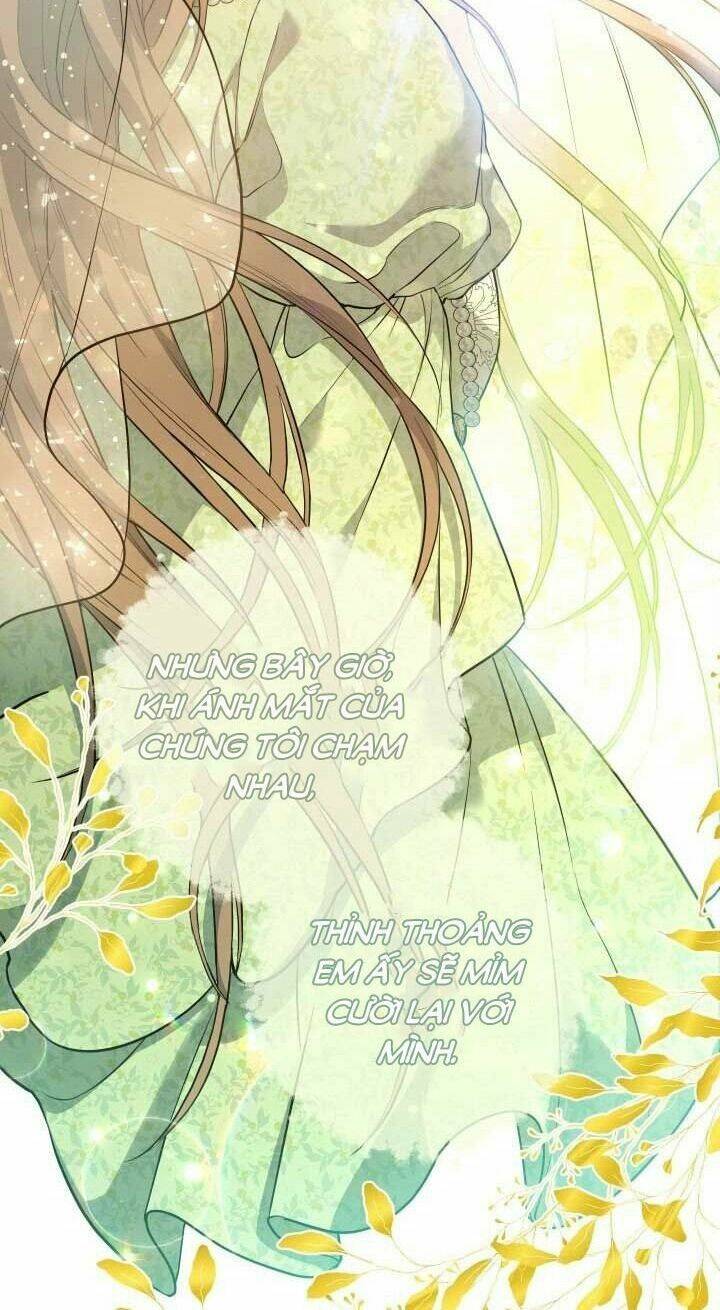 NHƯNG BÂY GIỜ,
KHI ÁNH MẮT CỦA
CHÚNG TÔI CHẠM
NHAU,
THỈNH THOẢNG
EM ẤY SẼ MỈM
CƯỜI LẠI VỚI
MÌNH.